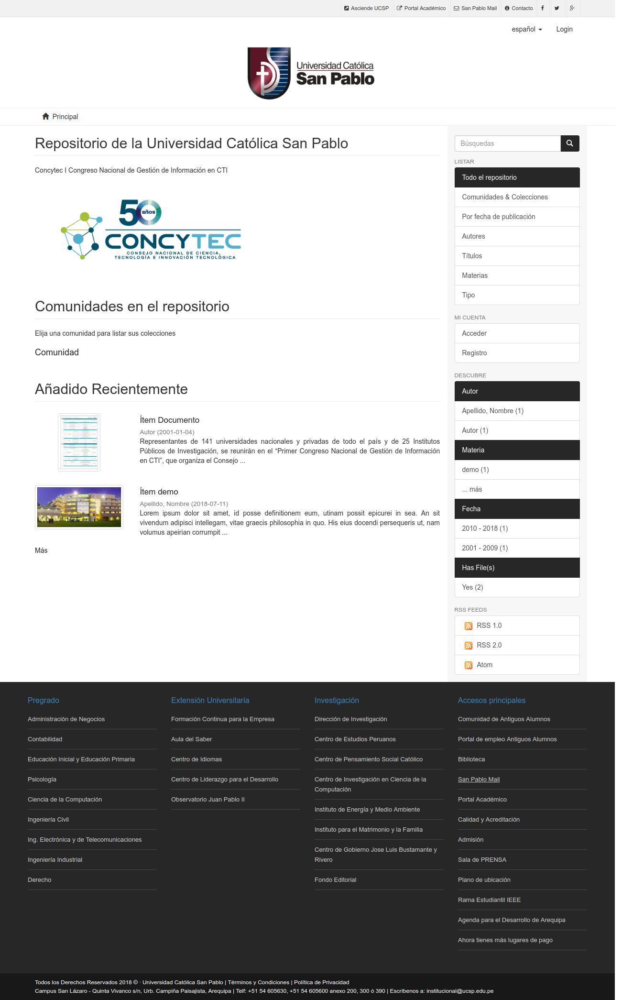 Asciende UCSP
Portal Académico
San Pablo Mail
Contacto
español
Login
Universidad Católica
San Pablo
Principal
Repositorio de la Universidad Católica San Pablo
Concytec I Congreso Nacional de Gestión de Información en CTI
50 años
CONCYTEC
CONSEJO NACIONAL DE CIENCIA,
TECNOLOGÍA E INNOVACIÓN TECNOLÓGICA
Comunidades en el repositorio
Elija una comunidad para listar sus colecciones
Comunidad
Añadido Recientemente
Ítem Documento
Autor (2001-01-04)
Representantes de 141 universidades nacionales y privadas de todo el país y de 25 Institutos
Públicos de Investigación, se reunirán en el “Primer Congreso Nacional de Gestión de Información
en CTI”, que organiza el Consejo ...
Ítem demo
Apellido, Nombre (2018-07-11)
Lorem ipsum dolor sit amet, id posse definitionem eum, utinam possit epicurei in sea. An sit
vivendum adipisci intellegam, vitae graecis philosophia in quo. His eius docendi persequeris ut, nam
volumus apeirian corrumpit ...
Más
Búsquedas
LISTAR
Todo el repositorio
Comunidades & Colecciones
Por fecha de publicación
Autores
Títulos
Materias
Tipo
MI CUENTA
Acceder
Registro
DESCUBRE
Autor
Apellido, Nombre (1)
Autor (1)
Materia
demo (1)
... más
Fecha
2010 - 2018 (1)
2001 - 2009 (1)
Has File(s)
Yes (2)
RSS FEEDS
RSS 1.0
RSS 2.0
Atom
Pregrado
Administración de Negocios
Contabilidad
Educación Inicial y Educación Primaria
Psicología
Ciencia de la Computación
Ingeniería Civil
Ing. Electrónica y de Telecomunicaciones
Ingeniería Industrial
Derecho
Extensión Universitaria
Formación Continua para la Empresa
Aula del Saber
Centro de Idiomas
Centro de Liderazgo para el Desarrollo
Observatorio Juan Pablo II
Investigación
Dirección de Investigación
Centro de Estudios Peruanos
Centro de Pensamiento Social Católico
Centro de Investigación en Ciencia de la
Computación
Instituto de Energía y Medio Ambiente
Instituto para el Matrimonio y la Familia
Centro de Gobierno Jose Luis Bustamante y
Rivero
Fondo Editorial
Accesos principales
Comunidad de Antiguos Alumnos
Portal de empleo Antiguos Alumnos
Biblioteca
San Pablo Mail
Portal Académico
Calidad y Acreditación
Admisión
Sala de PRENSA
Plano de ubicación
Rama Estudiantil IEEE
Agenda para el Desarrollo de Arequipa
Ahora tienes más lugares de pago
Todos los Derechos Reservados 2018 © · Universidad Católica San Pablo | Términos y Condiciones | Política de Privacidad
Campus San Lázaro - Quinta Vivanco s/n, Urb. Campiña Paisajista, Arequipa | Telf: +51 54 605630, +51 54 605600 anexo 200, 300 ó 390 | Escríbenos a: institucional@ucsp.edu.pe